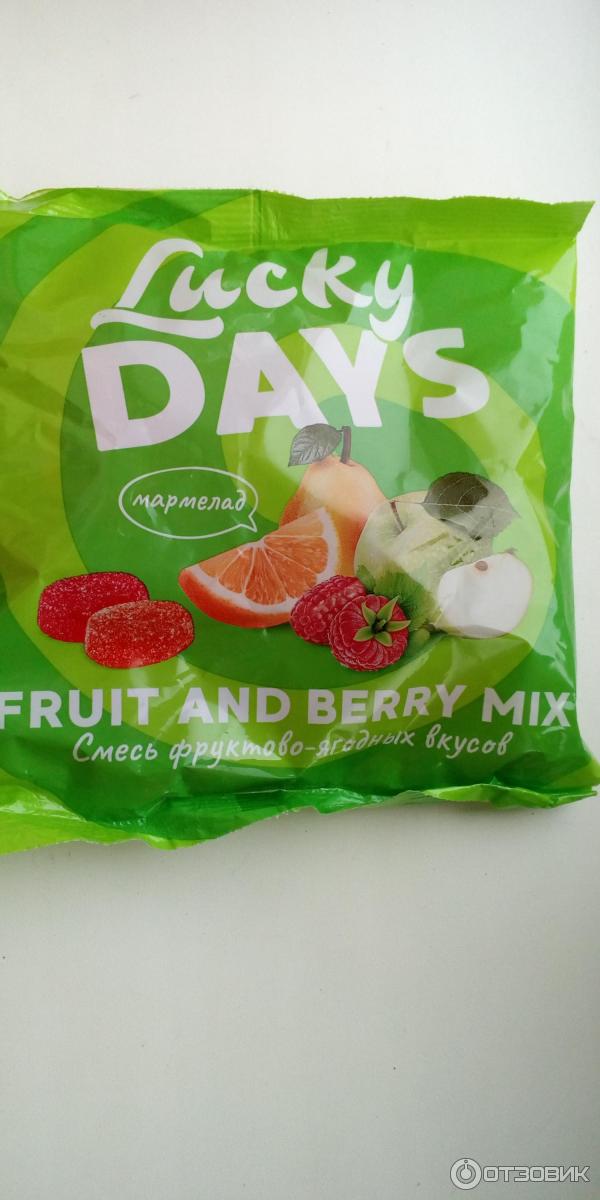 Lucky
DAYS
мармелад
FRUIT AND BERRY MIX
Смесь фруктово-ягодных вкусов
ОТЗОВИК